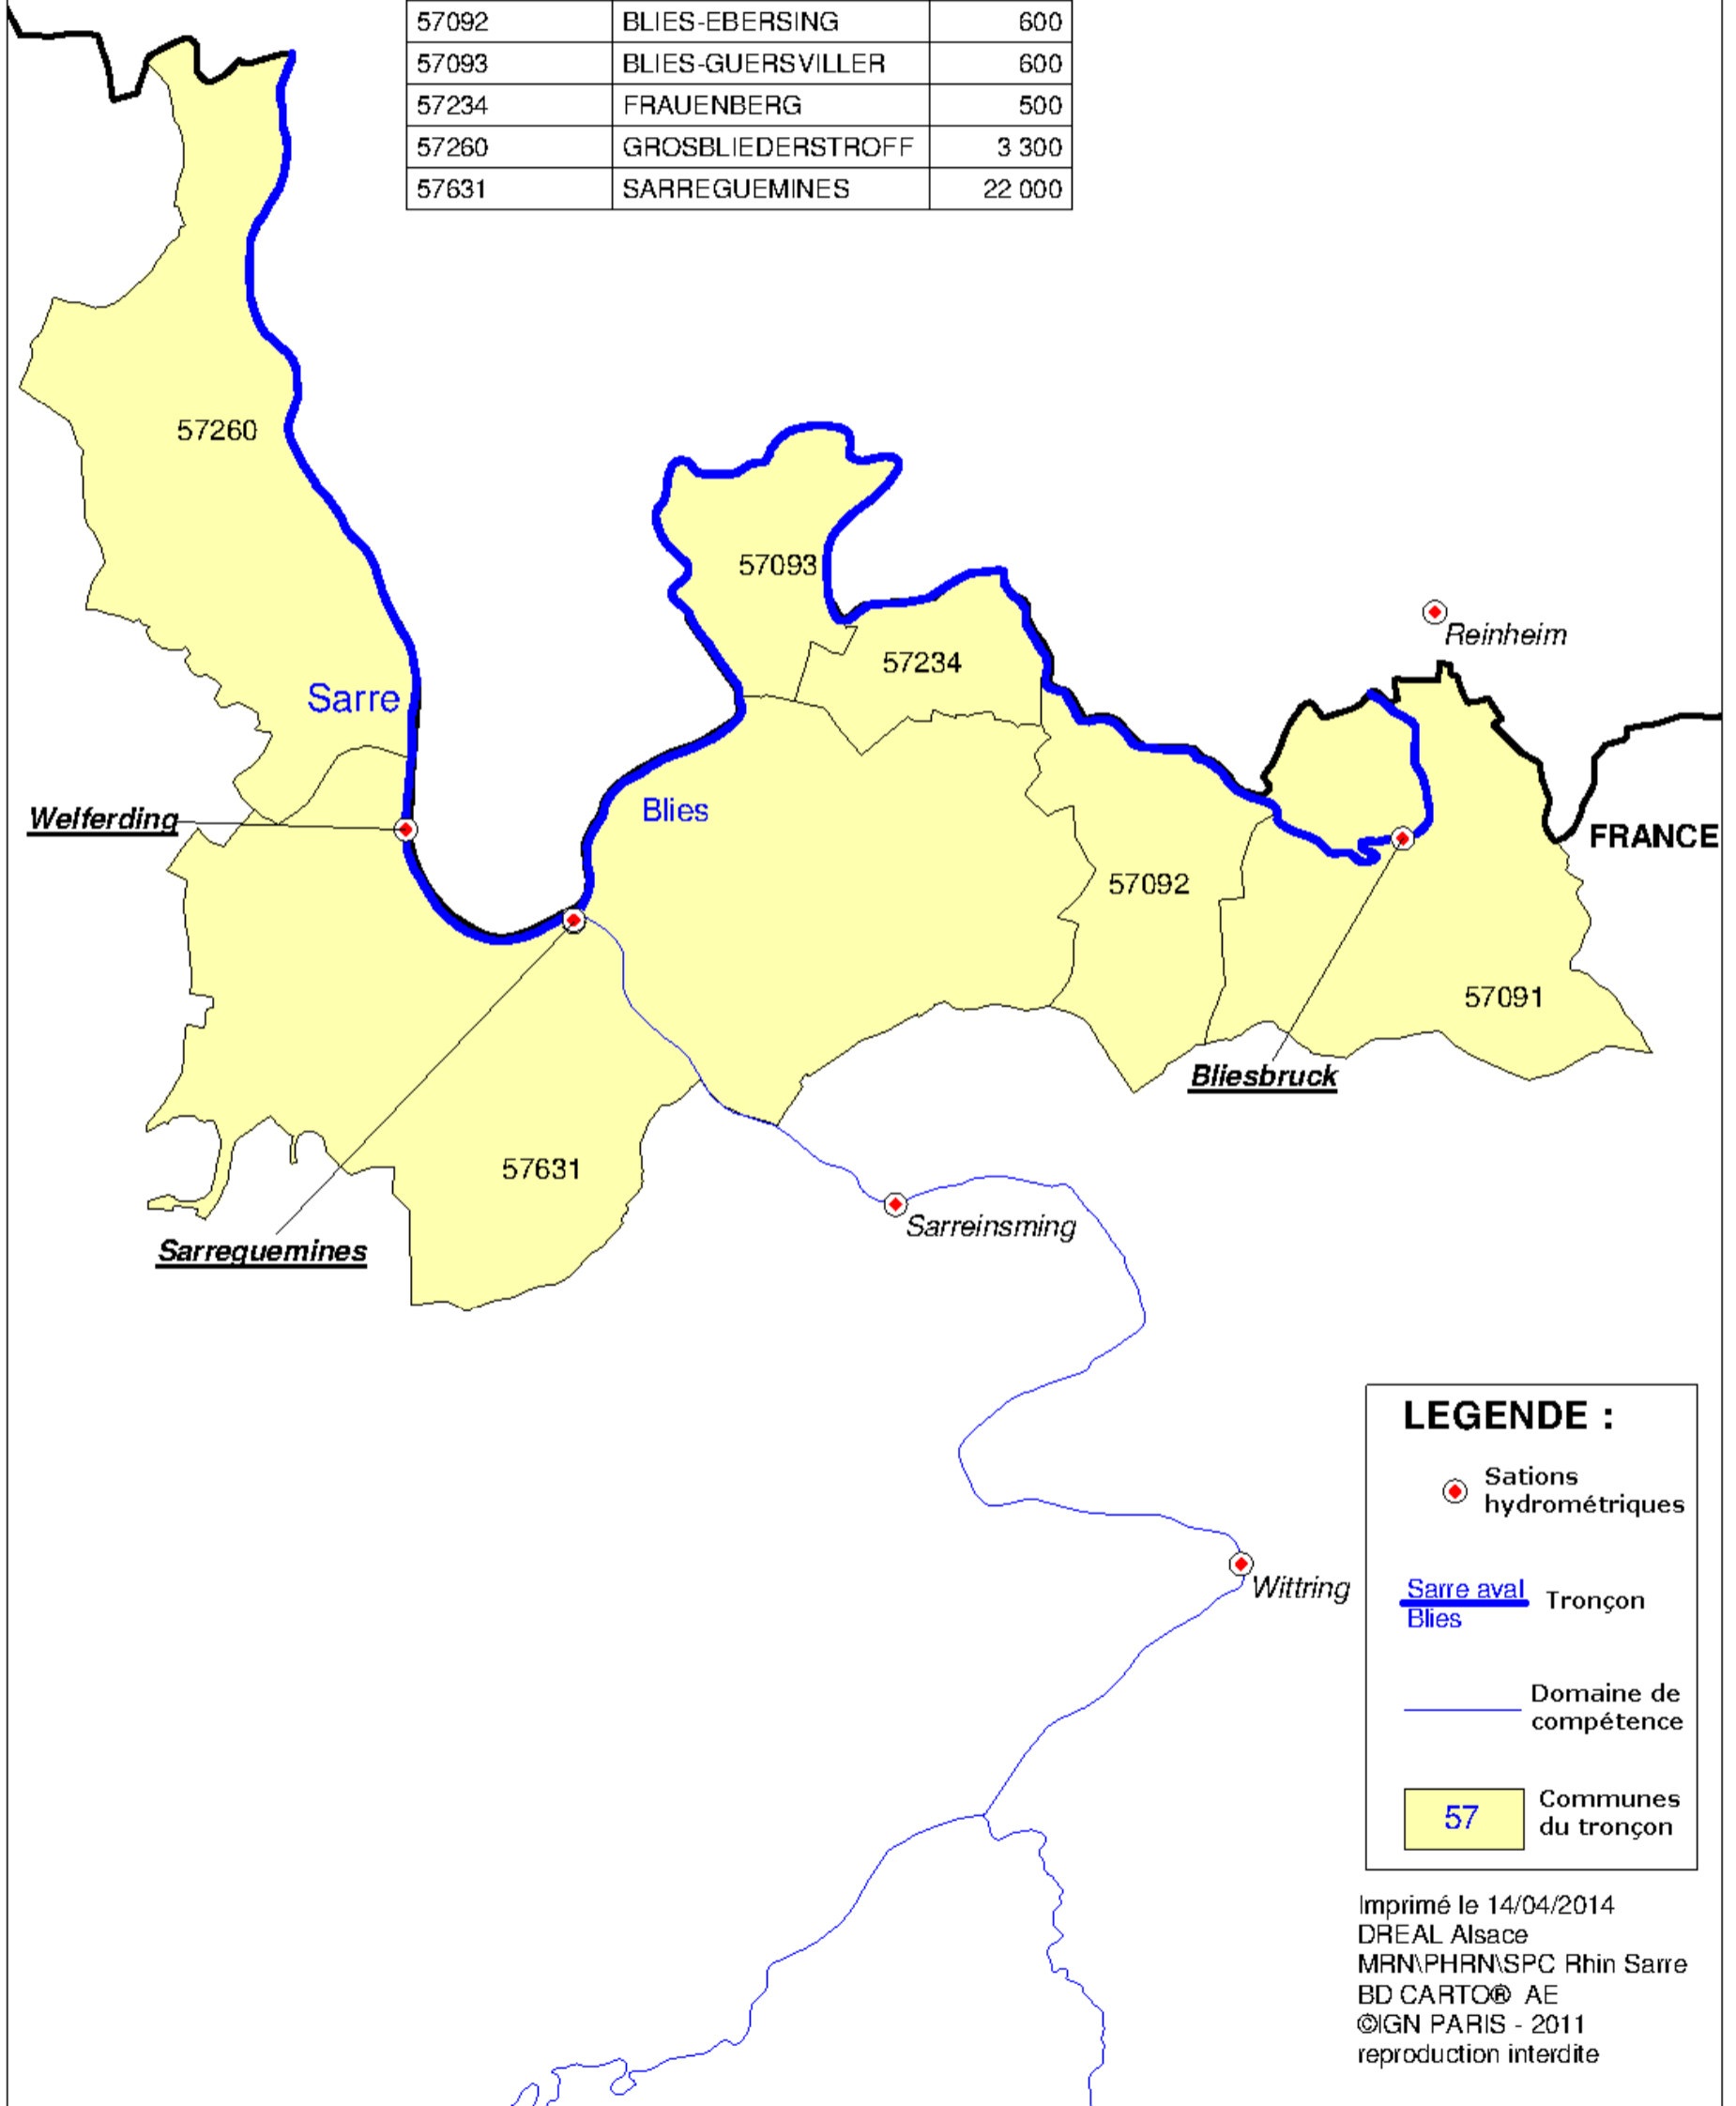 57092 BLIES-EBERSING 600
57093 BLIES-GUERSVILLER 600
57234 FRAUENBERG 500
57260 GROSBLIEDERSTROFF 3 300
57631 SARREGUEMINES 22 000
57260
57093
Reinheim
57234
Sarre
Blies
Welferding
FRANCE
57092
57091
Bliesbruck
57631
Sarreguemines
Sarreinsming
LEGENDE :
Sations
hydrométriques
Wittring
Sarre aval
Blies
Tronçon
Domaine de
compétence
57
Communes
du tronçon
Imprimé le 14/04/2014
DREAL Alsace
MRN\PHRN\SPC Rhin Sarre
BD CARTO® AE
©IGN PARIS - 2011
reproduction interdite